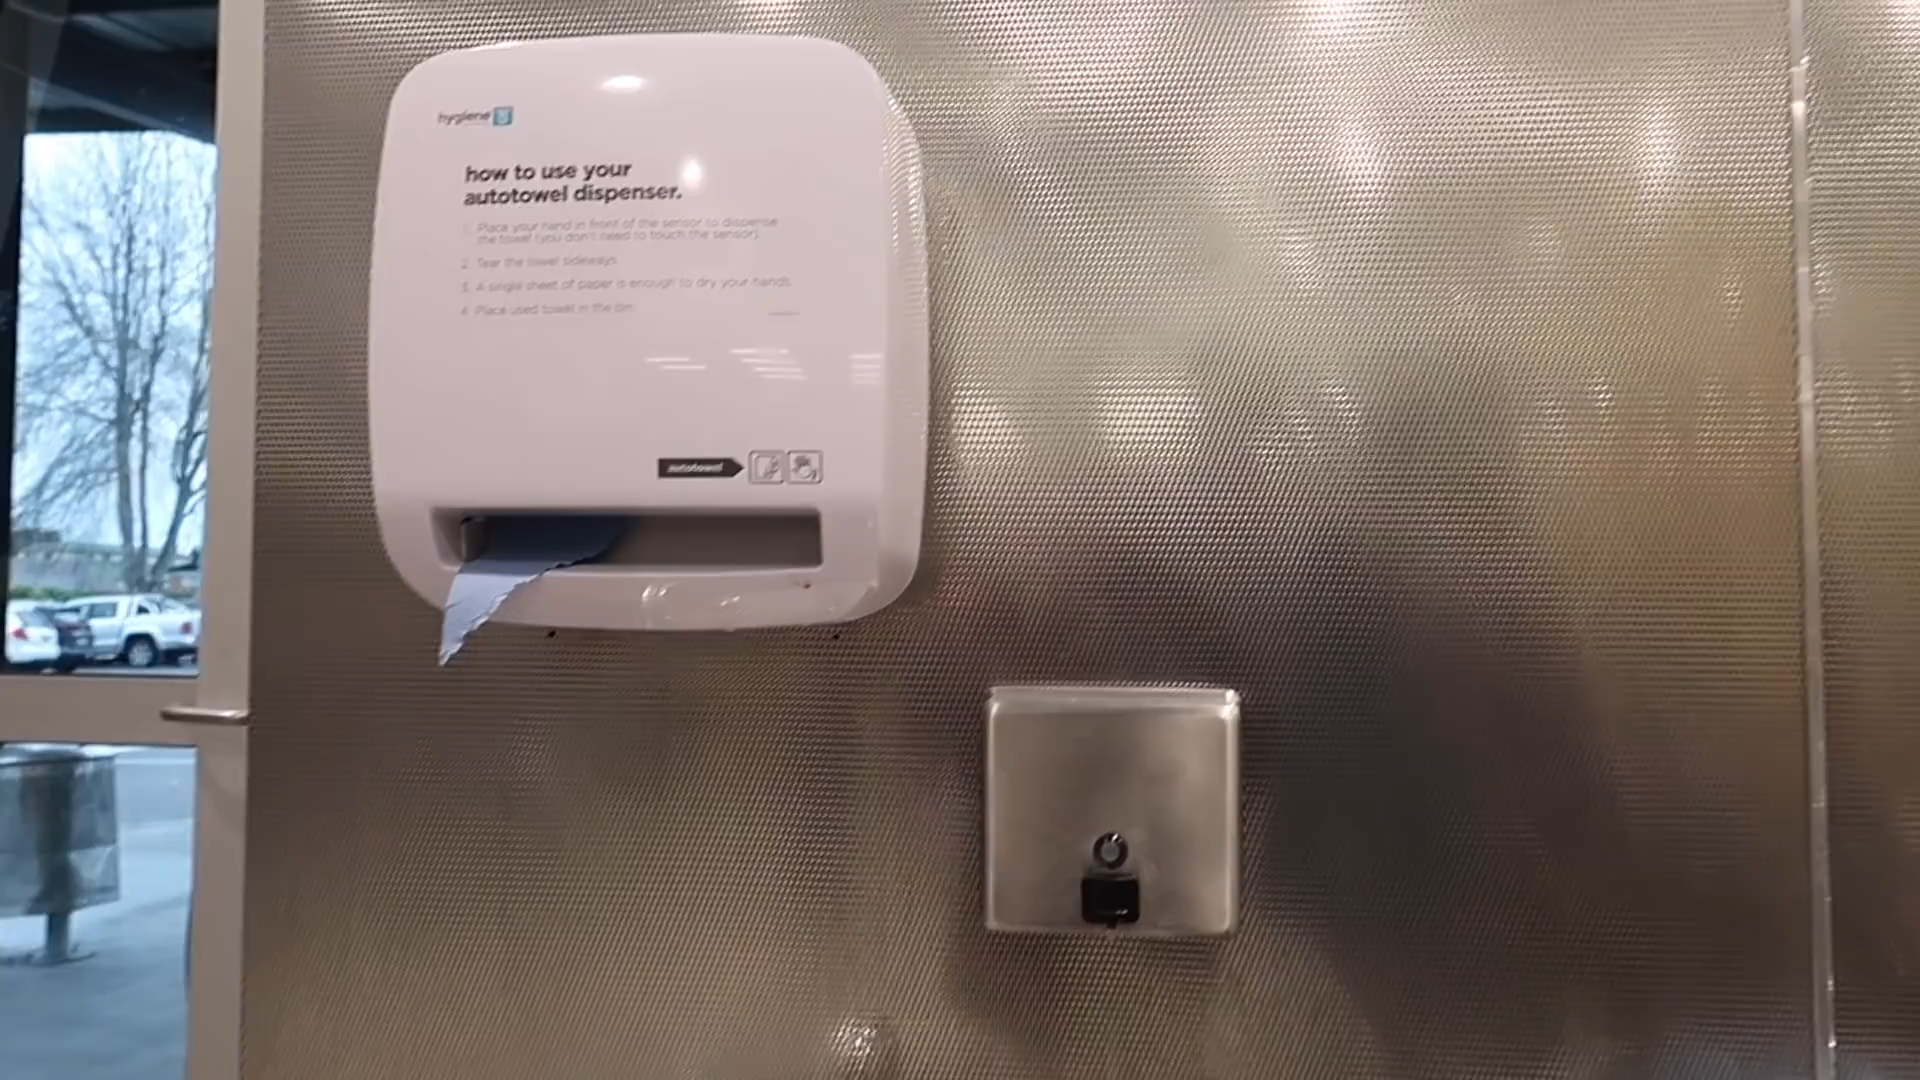 hygiene
how to use your
autotowel dispenser.
1. Place your hand in front of the sensor to dispense
the towel (you don't need to touch the sensor).
2. Tear the towel sideways.
3. A single sheet of paper is enough to dry your hands.
4. Place used towel in the bin.
autotowel